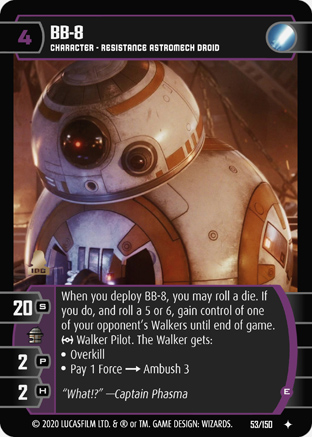 4
BB-8
CHARACTER • RESISTANCE ASTROMECH DROID
IDG
20 S
2 P
2 H
When you deploy BB-8, you may roll a die. If
you do, and roll a 5 or 6, gain control of one
of your opponent's Walkers until end of game.
Walker Pilot. The Walker gets:
• Overkill
• Pay 1 Force → Ambush 3
"What!?" —Captain Phasma
E
© 2020 LUCASFILM LTD. & ® OR TM. GAME DESIGN: WIZARDS.
53/150